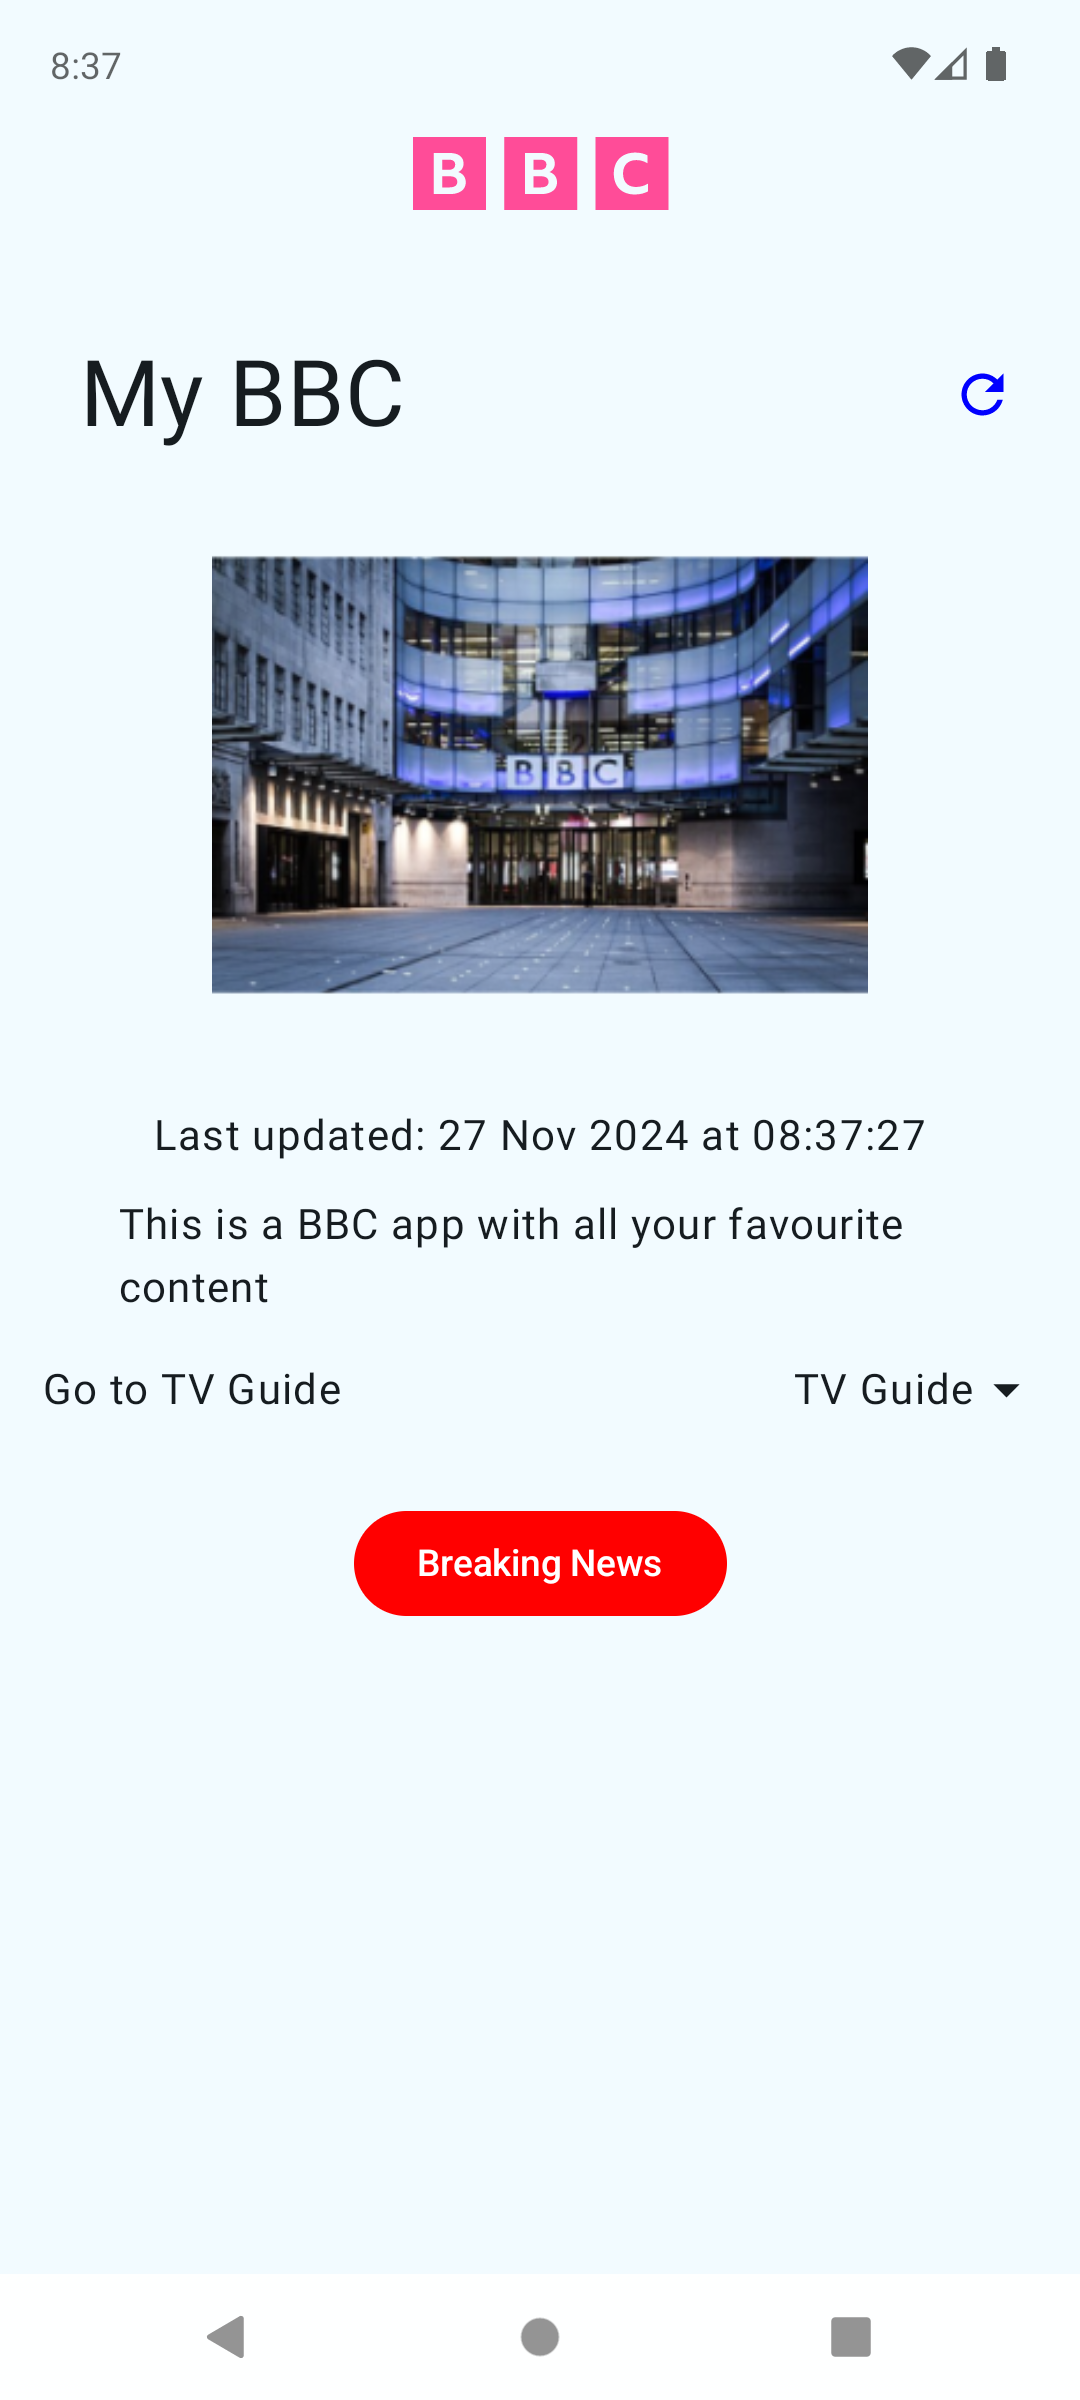 8:37
BBC
My BBC
BBC
Last updated: 27 Nov 2024 at 08:37:27
This is a BBC app with all your favourite
content
Go to TV Guide
TV Guide
Breaking News